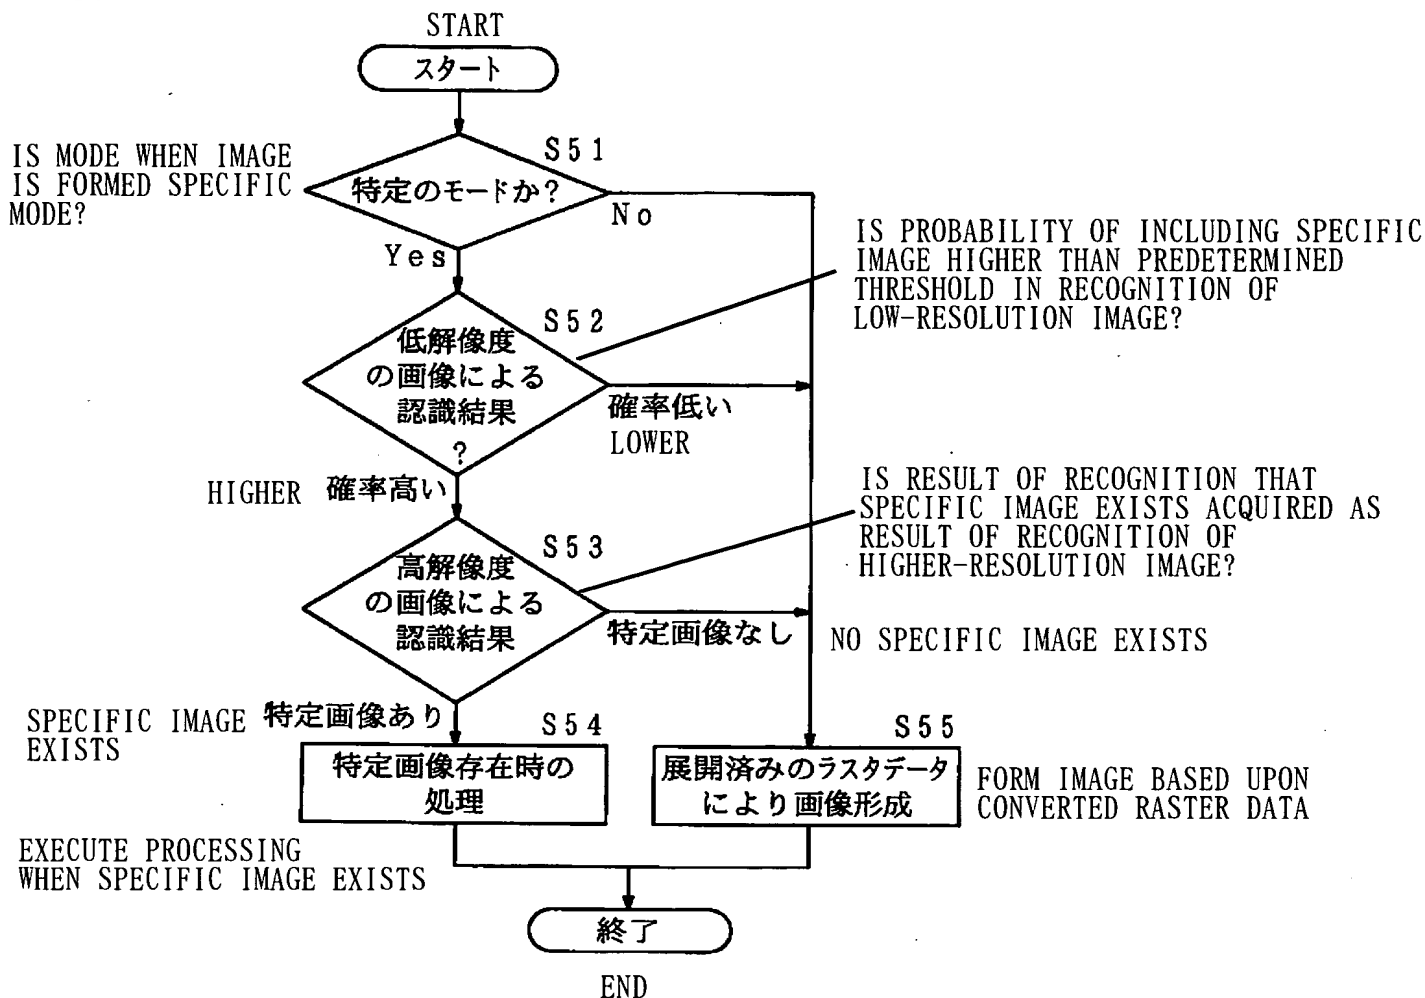 START
スタート
IS MODE WHEN IMAGE
IS FORMED SPECIFIC
MODE?
S51
特定のモードか?
No
Yes
IS PROBABILITY OF INCLUDING SPECIFIC
IMAGE HIGHER THAN PREDETERMINED
THRESHOLD IN RECOGNITION OF
LOW-RESOLUTION IMAGE?
S52
低解像度
の画像による
認識結果
?
確率低い
LOWER
HIGHER 確率高い
IS RESULT OF RECOGNITION THAT
SPECIFIC IMAGE EXISTS ACQUIRED AS
RESULT OF RECOGNITION OF
HIGHER-RESOLUTION IMAGE?
S53
高解像度
の画像による
認識結果
特定画像なし
NO SPECIFIC IMAGE EXISTS
SPECIFIC IMAGE
EXISTS
特定画像あり
S54
特定画像存在時の
処理
EXECUTE PROCESSING
WHEN SPECIFIC IMAGE EXISTS
S55
展開済みのラスタデータ
により画像形成
FORM IMAGE BASED UPON
CONVERTED RASTER DATA
終了
END